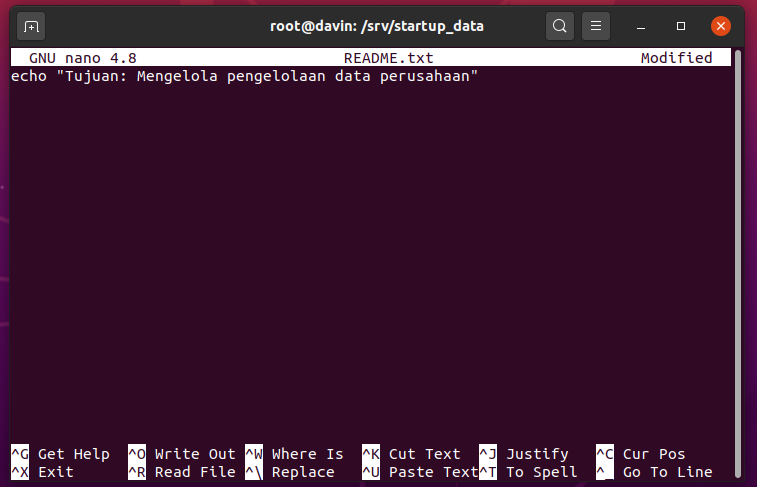 root@davin: /srv/startup_data
GNU nano 4.8 README.txt Modified
echo "Tujuan: Mengelola pengelolaan data perusahaan"
^G Get Help ^O Write Out ^W Where Is ^K Cut Text ^J Justify ^C Cur Pos
^X Exit ^R Read File ^\ Replace ^U Paste Text ^T To Spell ^_ Go To Line